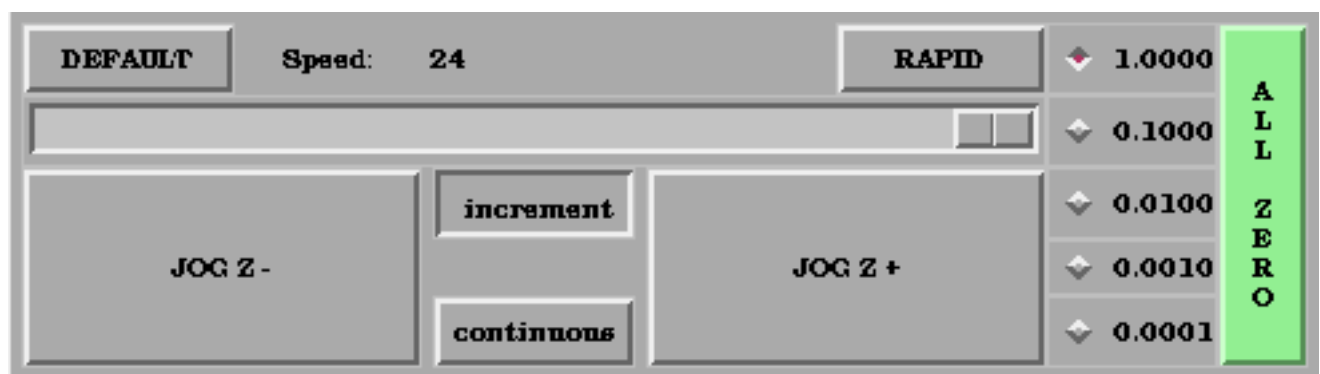 DEFAULT Speed: 24 RAPID 1.0000
0.1000
increment 0.0100
JOG Z - JOG Z + 0.0010
continuous 0.0001
ALL ZERO